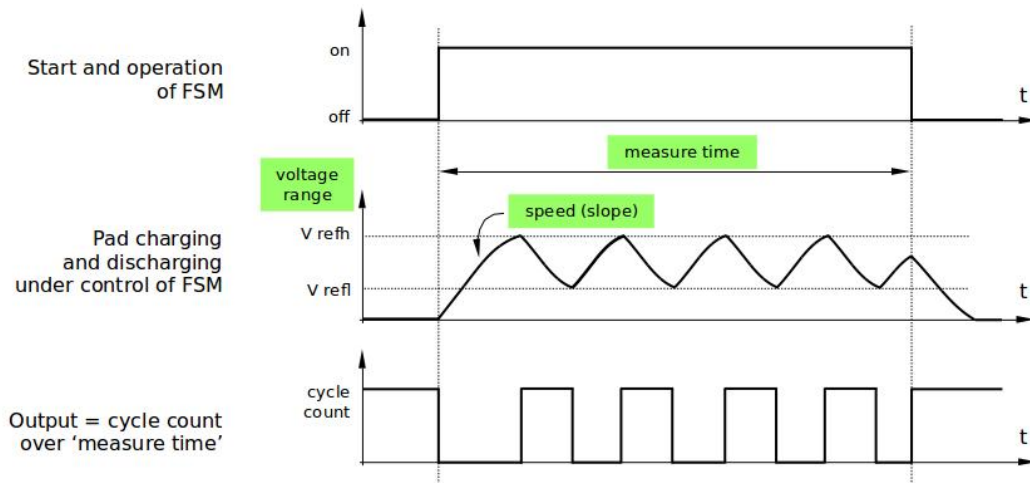 Start and operation
of FSM
on
off
t
measure time
voltage
range
speed (slope)
Pad charging
and discharging
under control of FSM
V refh
V refl
t
Output = cycle count
over ‘measure time’
cycle
count
t